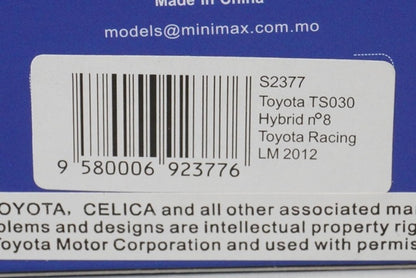 Made in China
models@minimax.com.mo
S2377
Toyota TS030
Hybrid nº8
Toyota Racing
LM 2012
9 580006 923776
TOYOTA, CELICA and all other associated ma
blems and designs are intellectual property rig
Toyota Motor Corporation and used with permis